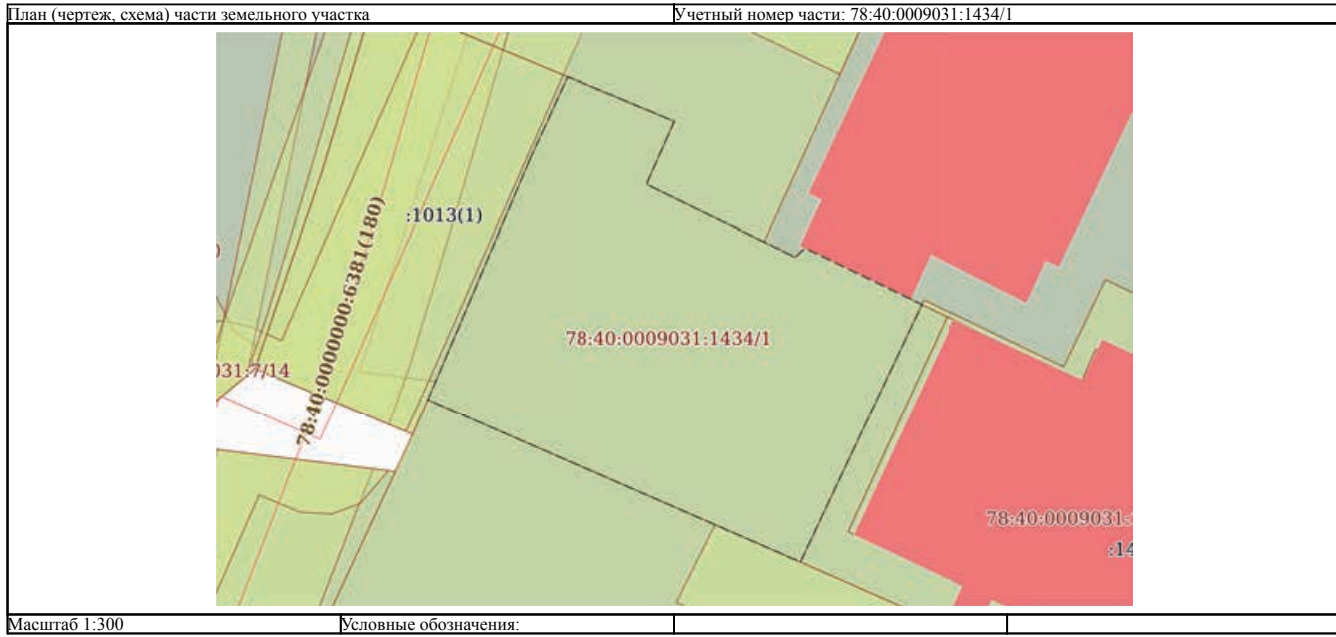 План (чертеж, схема) части земельного участка
Учетный номер части: 78:40:0009031:1434/1
:1013(1)
78:40:0000000:6381(180)
78:40:0009031:1434/1
031:7/14
78:40:0009031:
:14
Масштаб 1:300
Условные обозначения: